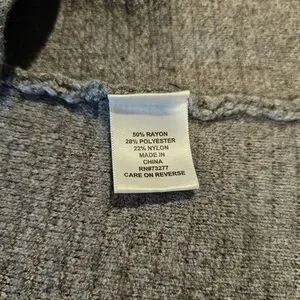 50% RAYON
28% POLYESTER
22% NYLON
MADE IN
CHINA
RN#73277
CARE ON REVERSE